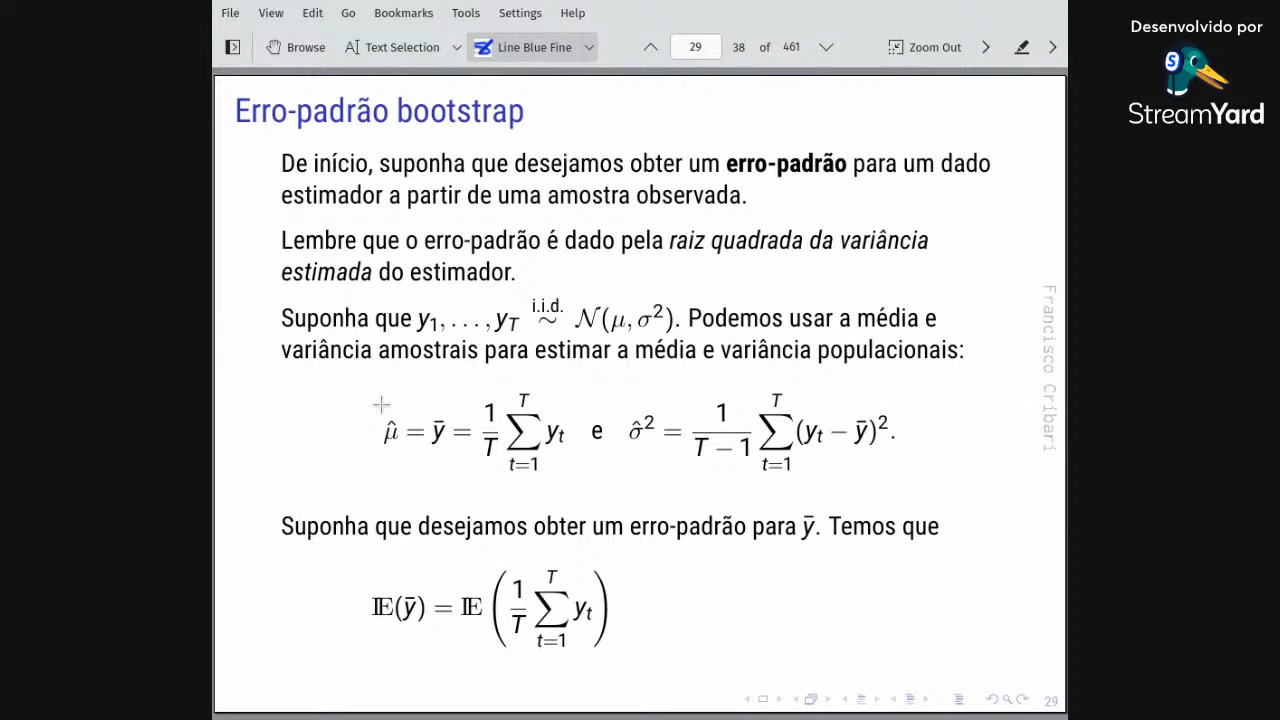 File View Edit Go Bookmarks Tools Settings Help
Browse Text Selection Line Blue Fine 29 38 of 461 Zoom Out
Desenvolvido por
S
StreamYard
Erro-padrão bootstrap
De início, suponha que desejamos obter um erro-padrão para um dado
estimador a partir de uma amostra observada.
Lembre que o erro-padrão é dado pela raiz quadrada da variância
estimada do estimador.
Suponha que y₁, . . . , y_T i.i.d. ∼ 𝒩(μ, σ²). Podemos usar a média e
variância amostrais para estimar a média e variância populacionais:
μ̂ = ȳ = 1/T ∑_{t=1}^{T} y_t e σ̂² = 1/(T − 1) ∑_{t=1}^{T} (y_t − ȳ)².
Suponha que desejamos obter um erro-padrão para ȳ. Temos que
𝔼(ȳ) = 𝔼 (1/T ∑_{t=1}^{T} y_t)
Francisco Cribari
29